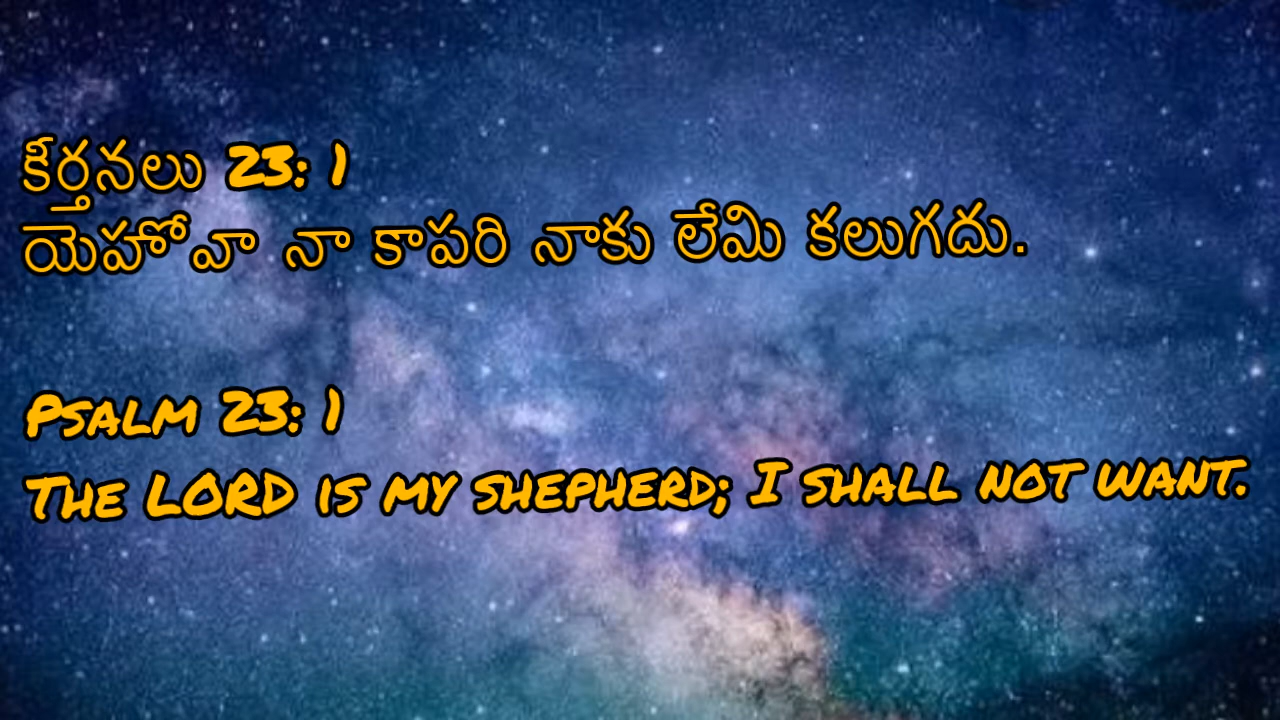 కీర్తనలు 23: 1
యెహోవా నా కాపరి నాకు లేమి కలుగదు.
Psalm 23: 1
The LORD is my shepherd; I shall not want.